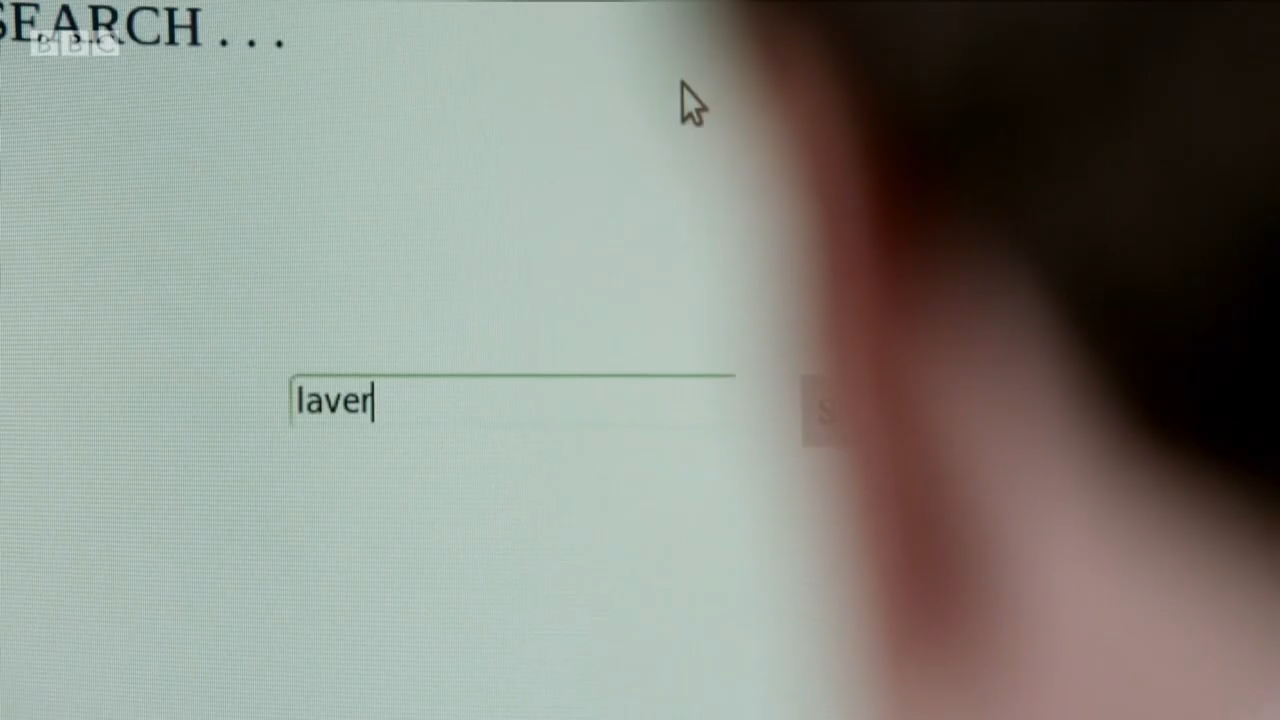 SEARCH . . .
BBC
laver
S